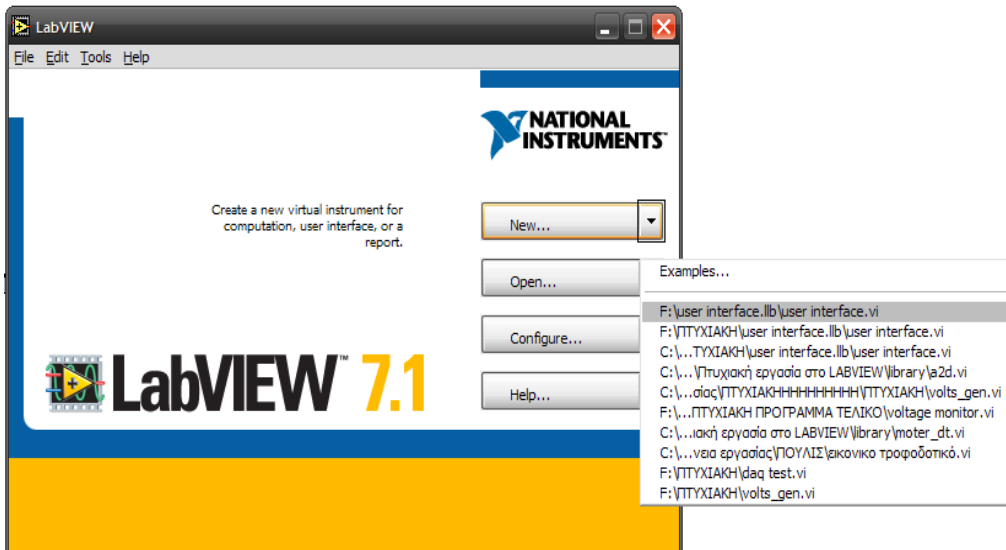 LabVIEW
File Edit Tools Help
NATIONAL
INSTRUMENTS™
Create a new virtual instrument for
computation, user interface, or a
report.
New...
Open...
Configure...
Help...
LabVIEW™ 7.1
Examples...
F:\user interface.llb\user interface.vi
F:\ΠΤΥΧΙΑΚΗ\user interface.llb\user interface.vi
C:\...ΤΥΧΙΑΚΗ\user interface.llb\user interface.vi
C:\...\Πτυχιακή εργασία στο LABVIEW\library\a2d.vi
C:\...σίας\ΠΤΥΧΙΑΚΗΗΗΗΗΗΗΗΗΗ\ΠΤΥΧΙΑΚΗ\volts_gen.vi
F:\...ΠΤΥΧΙΑΚΗ ΠΡΟΓΡΑΜΜΑ ΤΕΛΙΚΟ\voltage monitor.vi
C:\...ιακή εργασία στο LABVIEW\library\moter_dt.vi
C:\...νεια εργασίας\ΠΟΥΛΙΣ\εικονικο τροφοδοτικό.vi
F:\ΠΤΥΧΙΑΚΗ\daq test.vi
F:\ΠΤΥΧΙΑΚΗ\volts_gen.vi